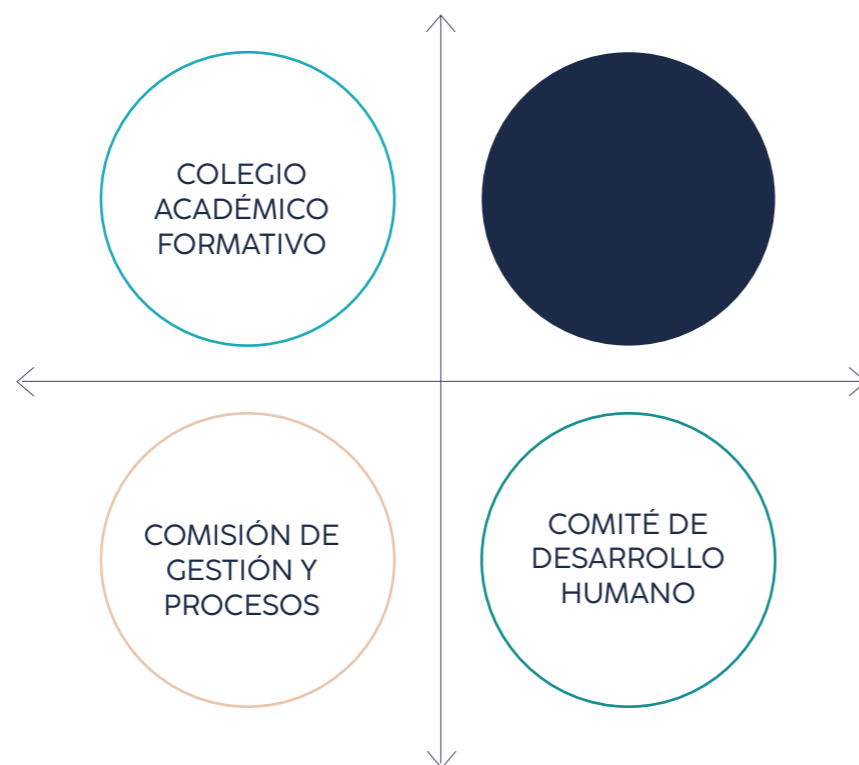 COLEGIO
ACADÉMICO
FORMATIVO
COMISIÓN DE
GESTIÓN Y
PROCESOS
COMITÉ DE
DESARROLLO
HUMANO